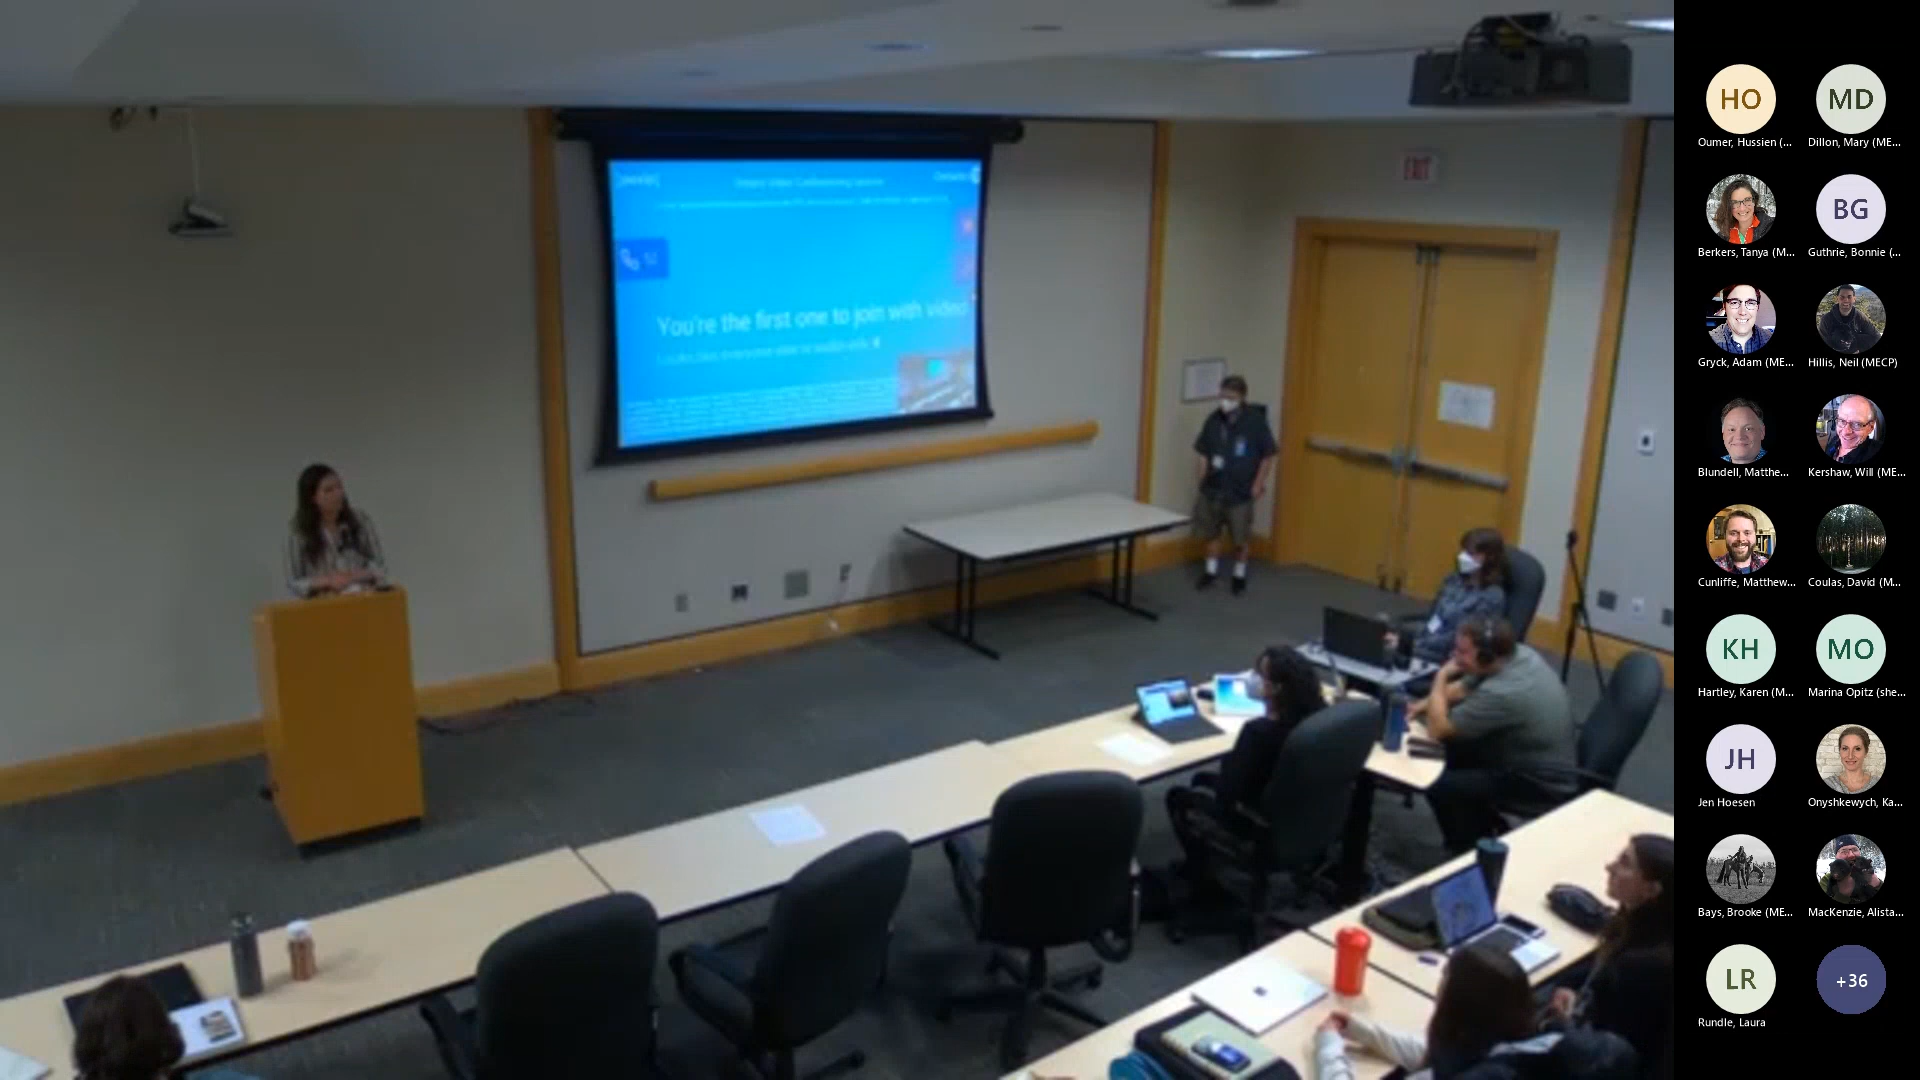 [pexip]
You're the first one to join with video
EXIT
HO
MD
Oumer, Hussien (...
Dillon, Mary (ME...
BG
Berkers, Tanya (M...
Guthrie, Bonnie (...
Gryck, Adam (ME...
Hillis, Neil (MECP)
Blundell, Matthe...
Kershaw, Will (ME...
Cunliffe, Matthew...
Coulas, David (M...
KH
MO
Hartley, Karen (M...
Marina Opitz (she...
JH
Jen Hoesen
Onyshkewych, Ka...
Bays, Brooke (ME...
MacKenzie, Alista...
LR
+36
Rundle, Laura